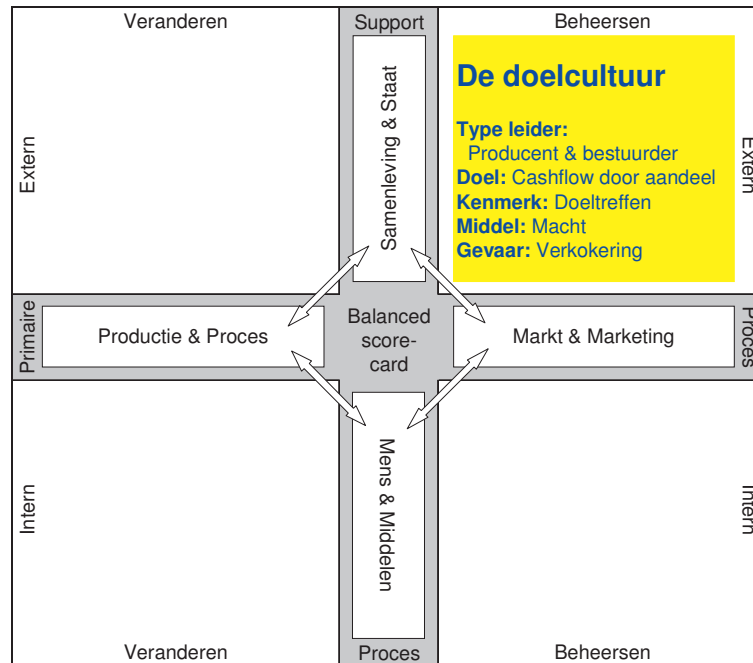 Veranderen
Support
Beheersen
De doelcultuur
Type leider:
Producent & bestuurder
Doel: Cashflow door aandeel
Kenmerk: Doeltreffen
Middel: Macht
Gevaar: Verkokering
Extern
Samenleving & Staat
Extern
Primaire
Productie & Proces
Balanced
score-
card
Markt & Marketing
Proces
Intern
Mens & Middelen
Intern
Veranderen
Proces
Beheersen